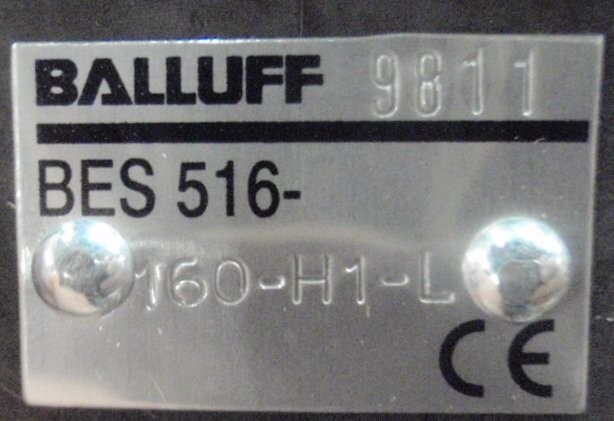 BALLUFF 9811
BES 516-
160-H1-L
CE